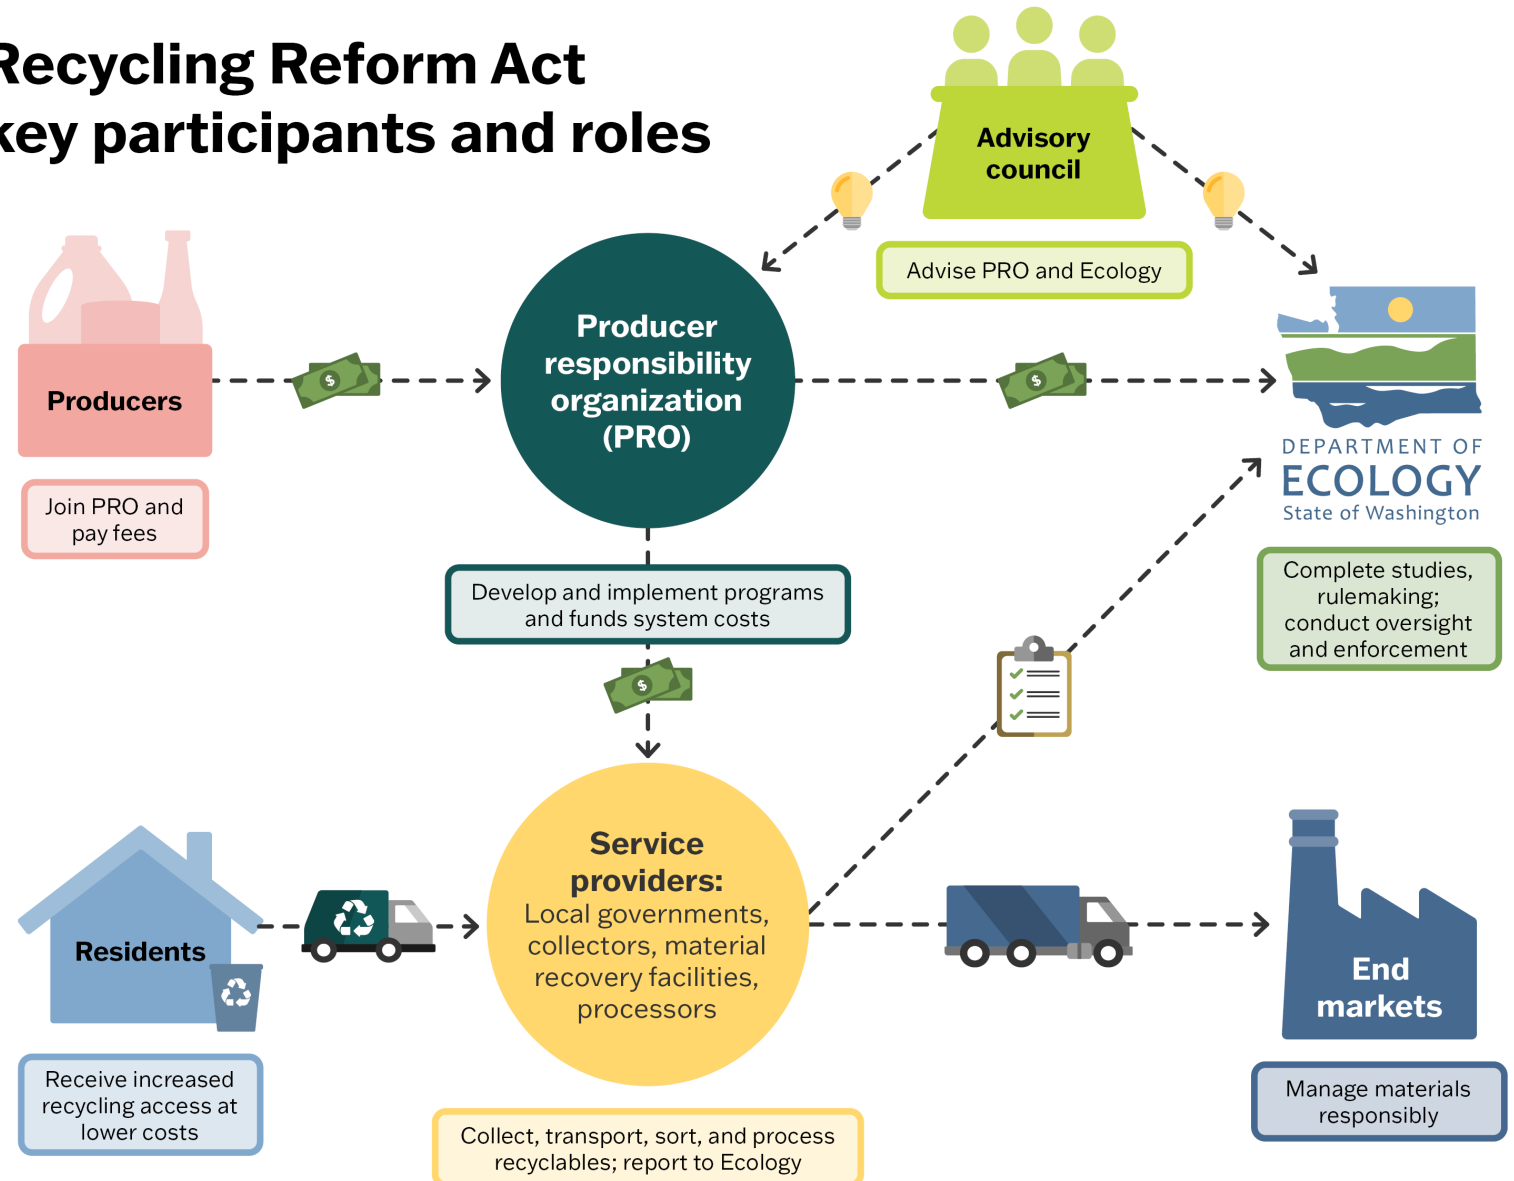 Recycling Reform Act
key participants and roles
Advisory
council
Advise PRO and Ecology
Producers
Join PRO and
pay fees
$
Producer
responsibility
organization
(PRO)
$
DEPARTMENT OF
ECOLOGY
State of Washington
Complete studies,
rulemaking;
conduct oversight
and enforcement
Develop and implement programs
and funds system costs
$
Residents
Receive increased
recycling access at
lower costs
Service
providers:
Local governments,
collectors, material
recovery facilities,
processors
Collect, transport, sort, and process
recyclables; report to Ecology
End
markets
Manage materials
responsibly